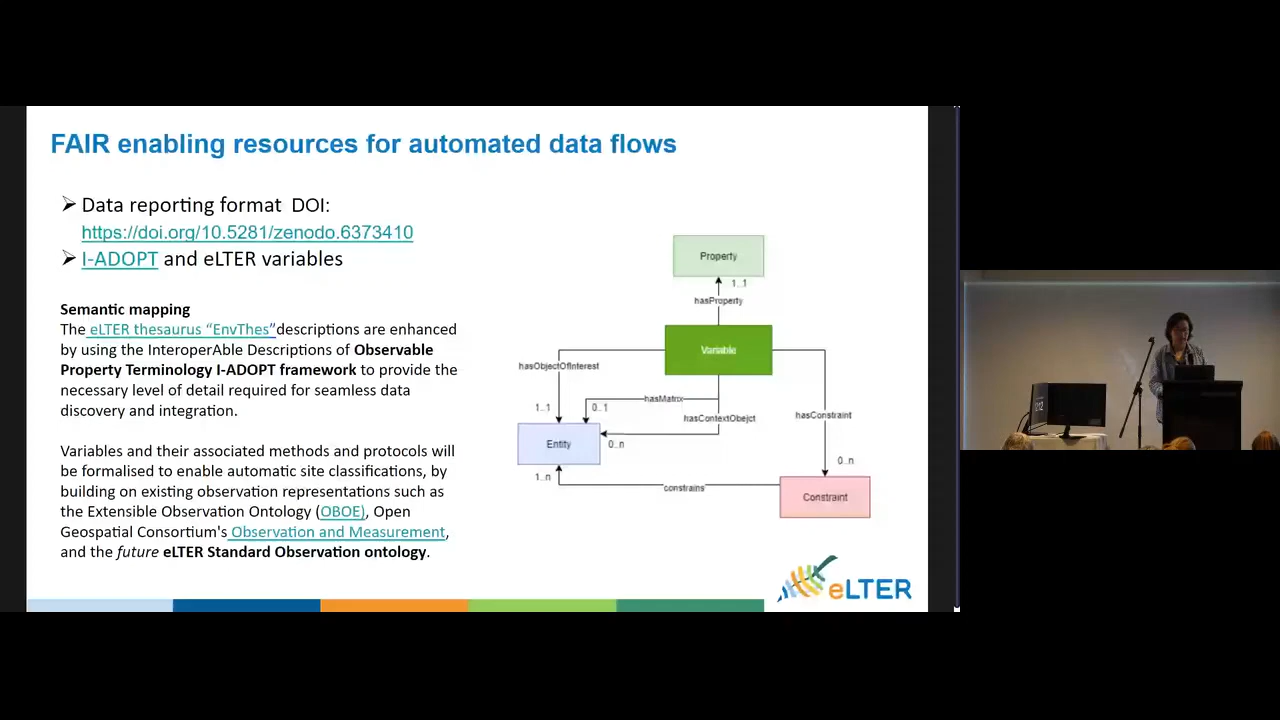 FAIR enabling resources for automated data flows
➢ Data reporting format DOI:
https://doi.org/10.5281/zenodo.6373410
➢ I-ADOPT and eLTER variables
Semantic mapping
The eLTER thesaurus “EnvThes”descriptions are enhanced
by using the InteroperAble Descriptions of Observable
Property Terminology I-ADOPT framework to provide the
necessary level of detail required for seamless data
discovery and integration.
Variables and their associated methods and protocols will
be formalised to enable automatic site classifications, by
building on existing observation representations such as
the Extensible Observation Ontology (OBOE), Open
Geospatial Consortium's Observation and Measurement,
and the future eLTER Standard Observation ontology.
Property
1..1
hasProperty
Variable
hasObjectOfInterest
hasMatrix
1..1
0..1
hasContextObejct
hasConstraint
Entity
0..n
0..n
1..n
constrains
Constraint
eLTER